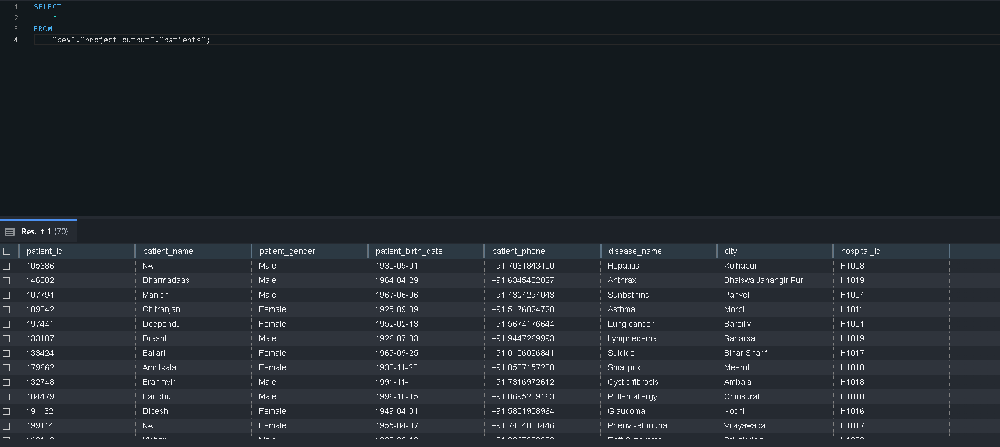 1 SELECT
2 *
3 FROM
4 "dev"."project_output"."patients";
Result 1 (70)
patient_id patient_name patient_gender patient_birth_date patient_phone disease_name city hospital_id
105686 NA Male 1930-09-01 +91 7061843400 Hepatitis Kolhapur H1008
146382 Dharmadaas Male 1964-04-29 +91 6345482027 Anthrax Bhalswa Jahangir Pur H1019
107794 Manish Male 1967-06-06 +91 4354294043 Sunbathing Panvel H1004
109342 Chitranjan Female 1925-09-09 +91 5176024720 Asthma Morbi H1011
197441 Deependu Female 1952-02-13 +91 5674176644 Lung cancer Bareilly H1001
133107 Drashti Male 1926-07-03 +91 9447269993 Lymphedema Saharsa H1019
133424 Ballari Female 1969-09-25 +91 0106026841 Suicide Bihar Sharif H1017
179662 Amritkala Female 1933-11-20 +91 0537157280 Smallpox Meerut H1018
132748 Brahmvir Male 1991-11-11 +91 7316972612 Cystic fibrosis Ambala H1018
184479 Bandhu Male 1996-10-15 +91 0695289163 Pollen allergy Chinsurah H1010
191132 Dipesh Female 1949-04-01 +91 5851958964 Glaucoma Kochi H1016
199114 NA Female 1955-04-07 +91 7434031446 Phenylketonuria Vijayawada H1017